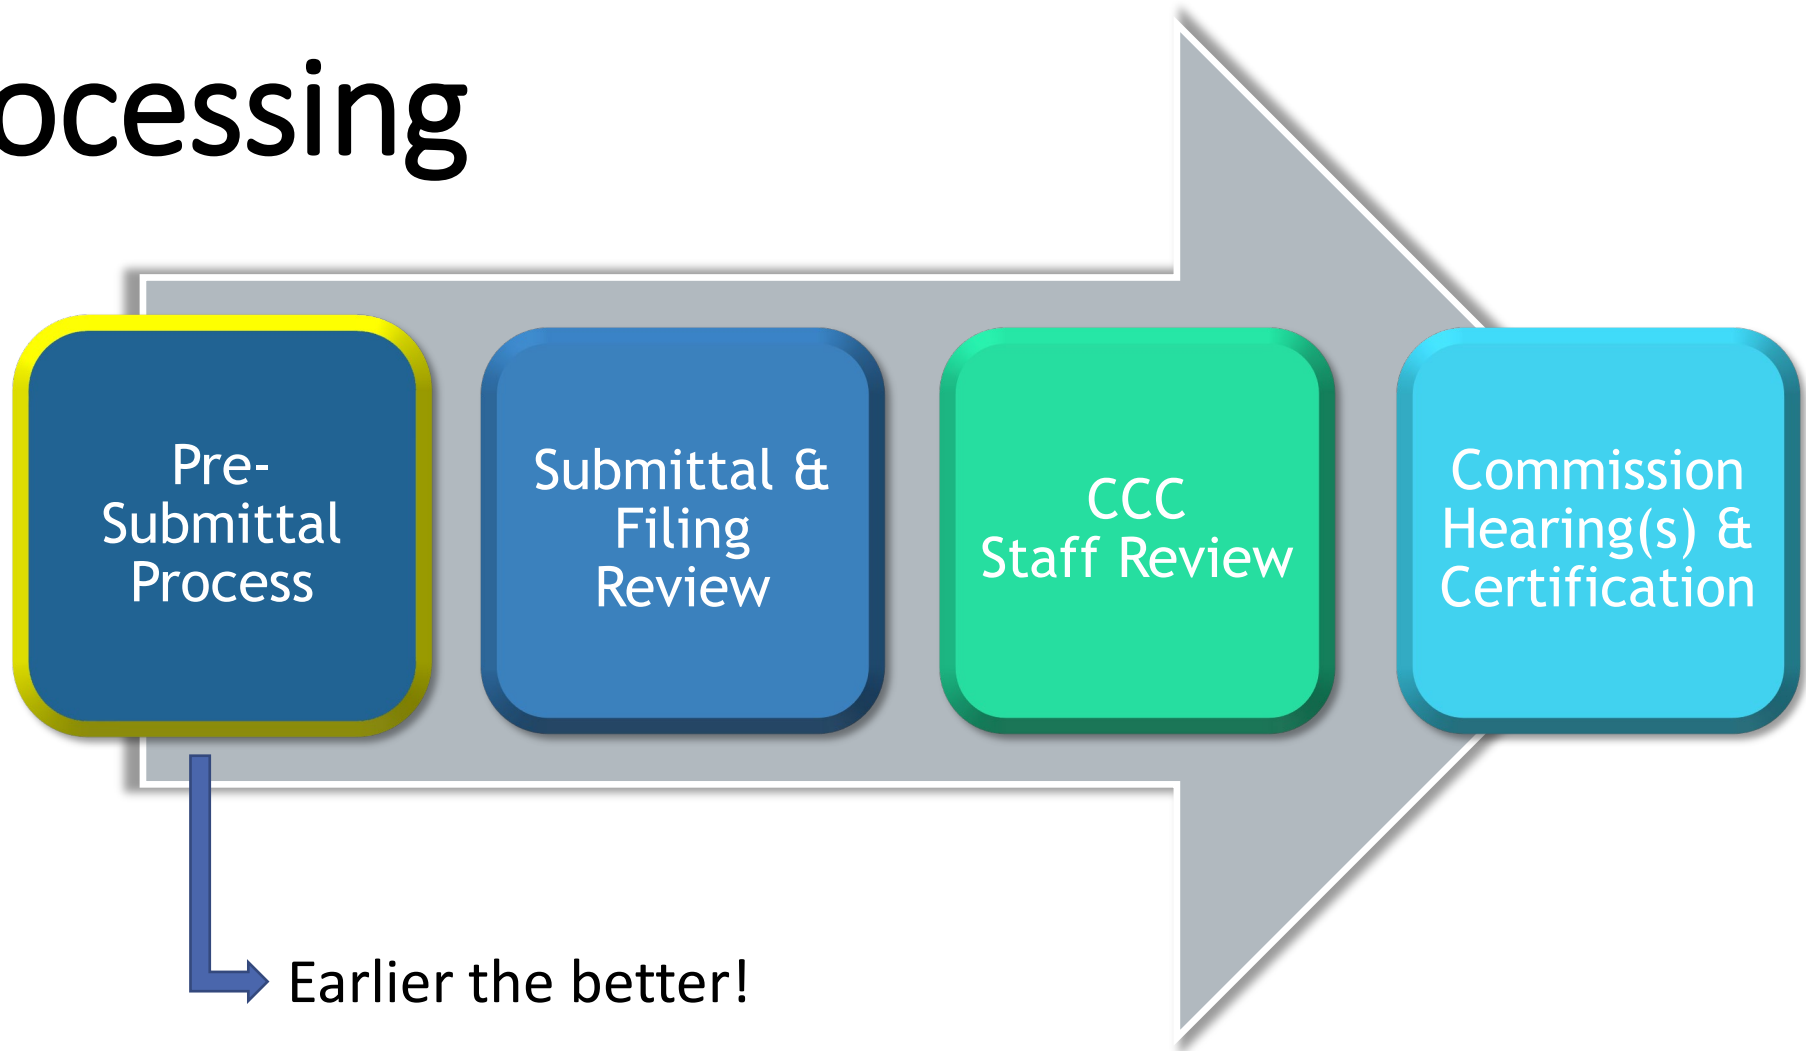 ocessing
Pre-
Submittal
Process
Submittal &
Filing
Review
CCC
Staff Review
Commission
Hearing(s) &
Certification
Earlier the better!